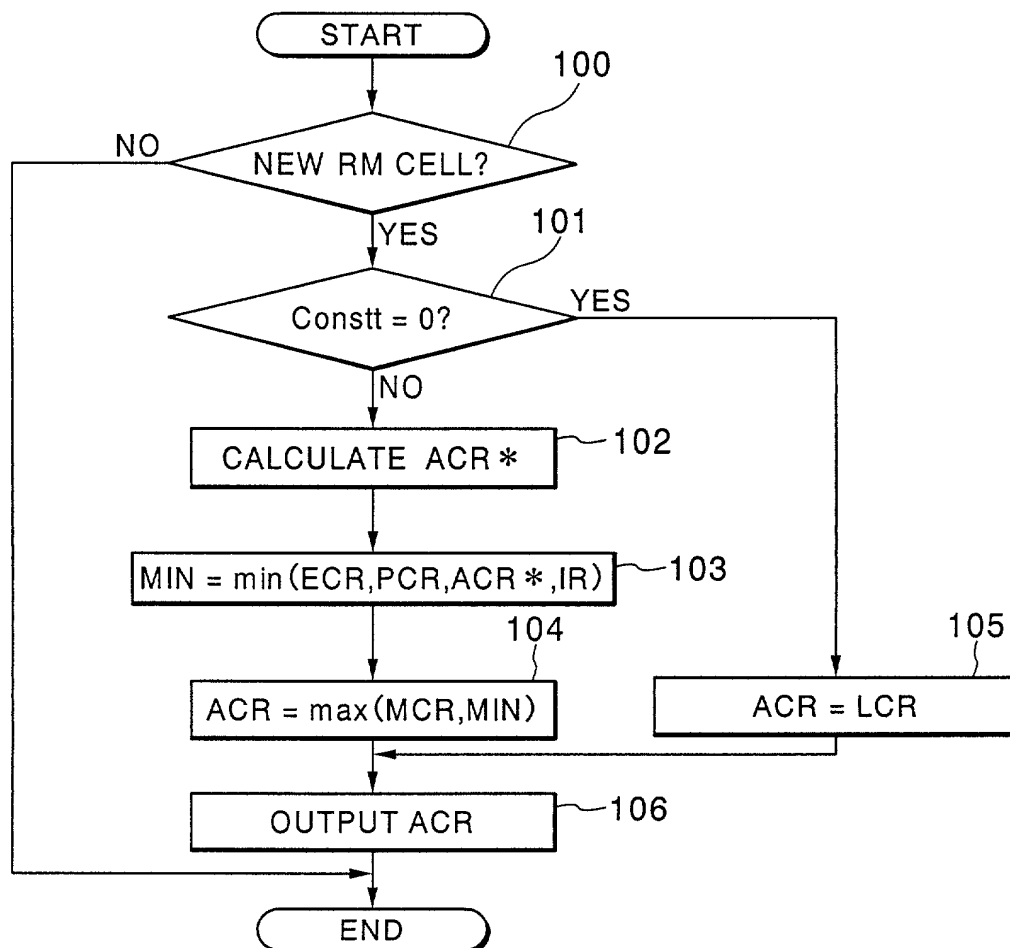 START
100
NO
NEW RM CELL?
YES
101
Constt = 0?
YES
NO
CALCULATE ACR*
102
MIN = min(ECR,PCR,ACR*,IR)
103
104
ACR = max(MCR,MIN)
105
ACR = LCR
OUTPUT ACR
106
END